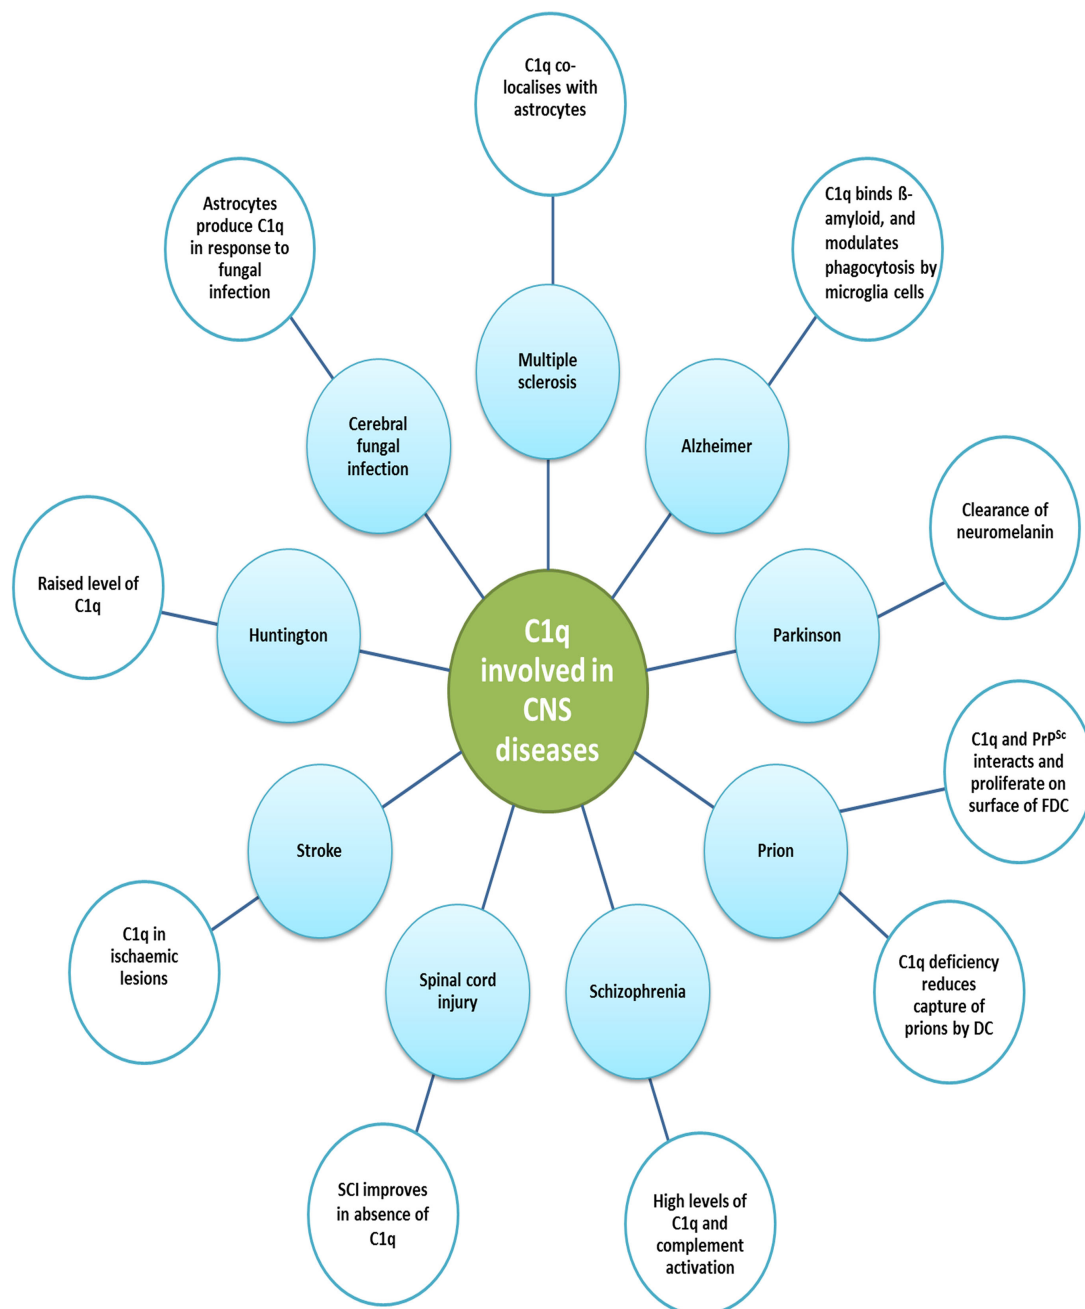 C1q co-
localises with
astrocytes
Astrocytes
produce C1q
in response to
fungal
infection
C1q binds ß-
amyloid, and
modulates
phagocytosis by
microglia cells
Multiple
sclerosis
Cerebral
fungal
infection
Alzheimer
Clearance of
neuromelanin
Raised level of
C1q
Huntington
Parkinson
C1q
involved in
CNS
diseases
C1q and PrPSc
interacts and
proliferate on
surface of FDC
Stroke
Prion
C1q in
ischaemic
lesions
Spinal cord
injury
Schizophrenia
C1q deficiency
reduces
capture of
prions by DC
SCI improves
in absence of
C1q
High levels of
C1q and
complement
activation